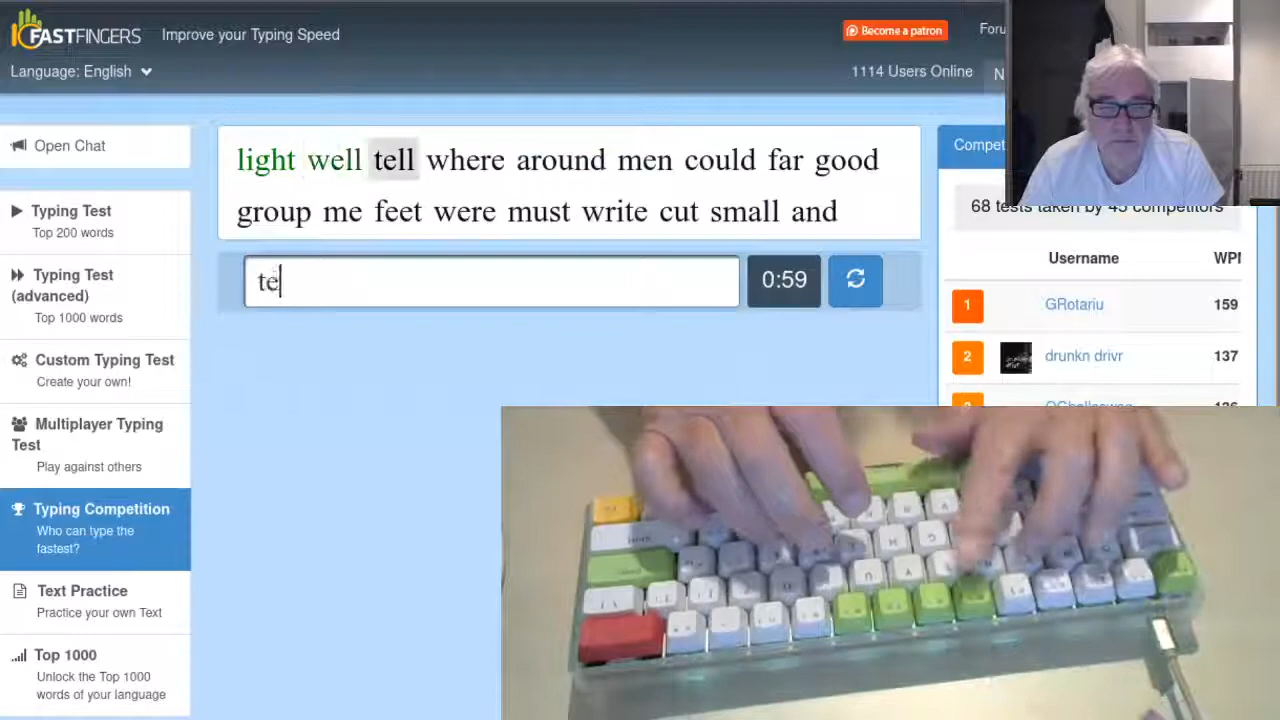 10FASTFINGERS
Improve your Typing Speed
Become a patron
Language: English
1114 Users Online
Open Chat
Typing Test
Top 200 words
Typing Test
(advanced)
Top 1000 words
Custom Typing Test
Create your own!
Multiplayer Typing
Test
Play against others
Typing Competition
Who can type the
fastest?
Text Practice
Practice your own Text
Top 1000
Unlock the Top 1000
words of your language
light well tell where around men could far good
group me feet were must write cut small and
te
0:59
68 tests taken by 45 competitors
Username
1
GRotariu
159
2
drunkn drivr
137